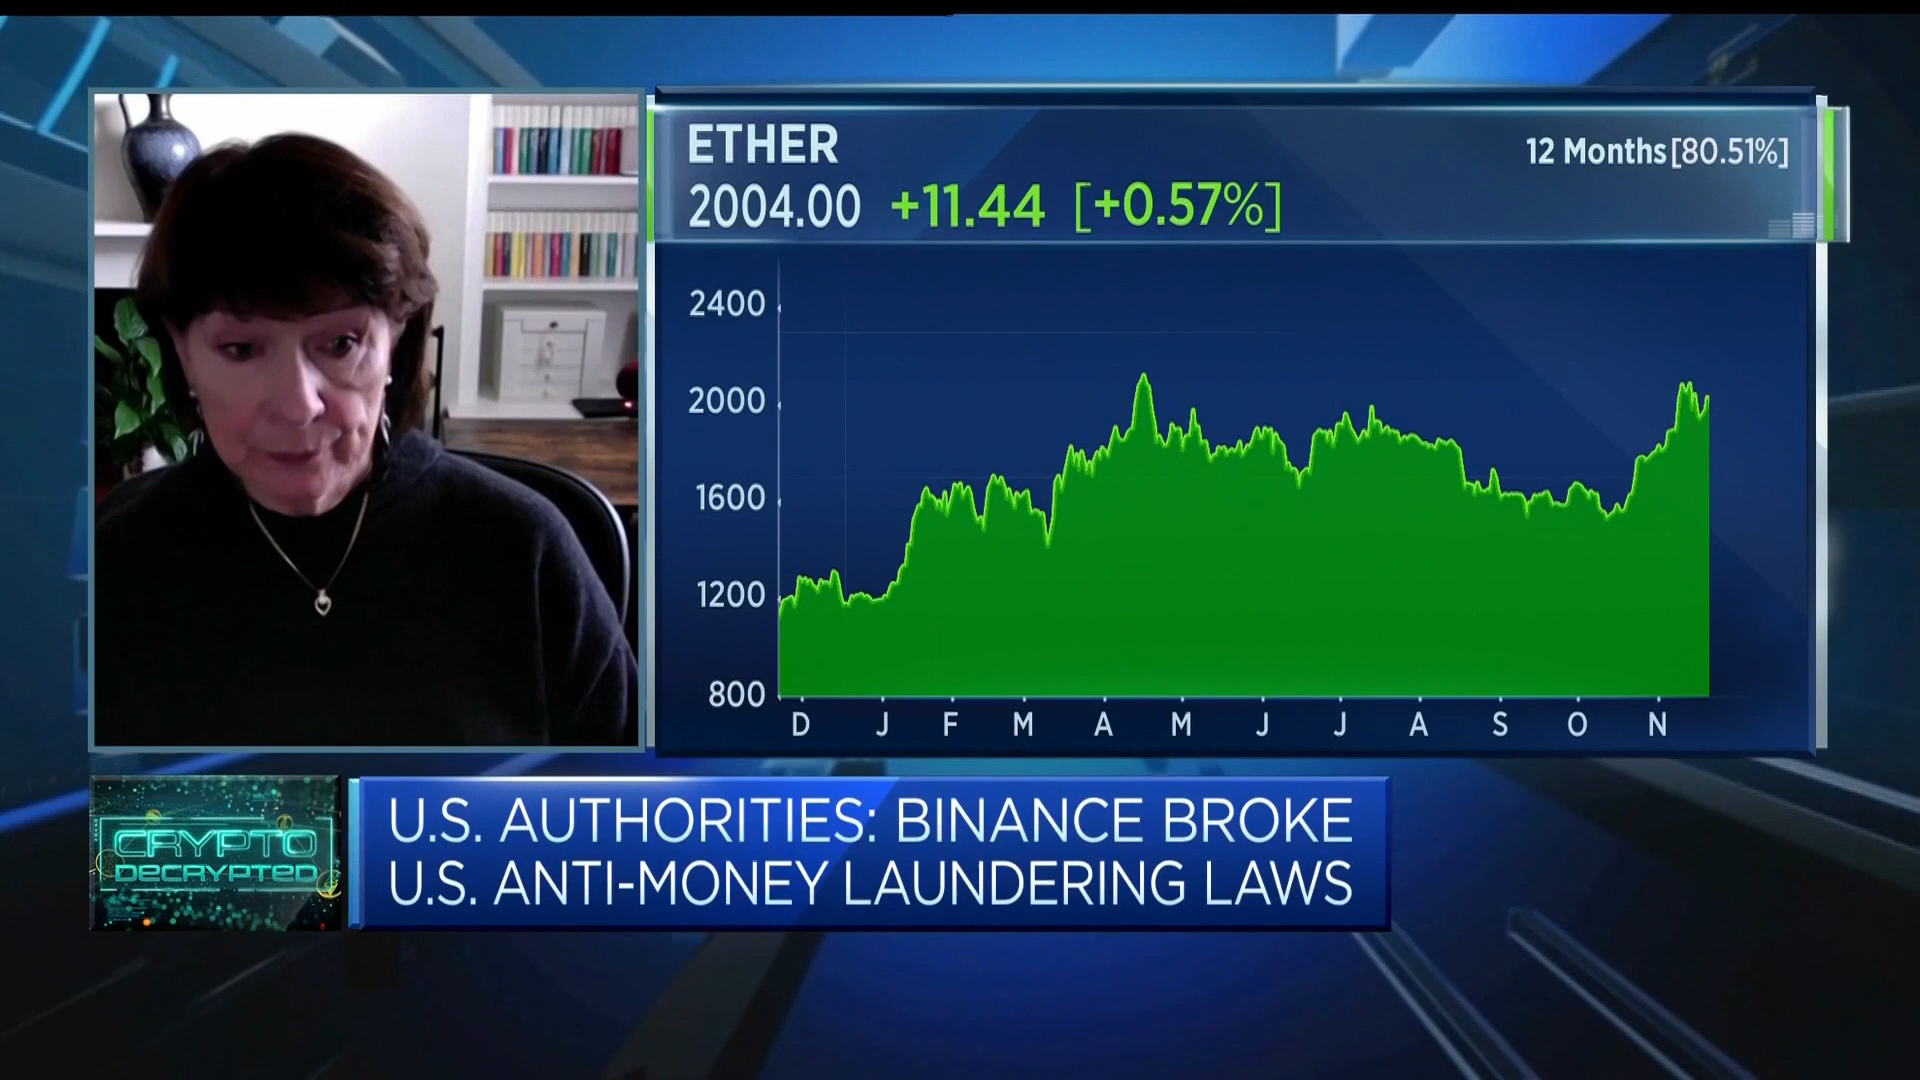 ETHER
12 Months[80.51%]
2004.00 +11.44 [+0.57%]
2400
2000
1600
1200
800
D J F M A M J J A S O N
CRYPTO
DECRYPTED
U.S. AUTHORITIES: BINANCE BROKE
U.S. ANTI-MONEY LAUNDERING LAWS